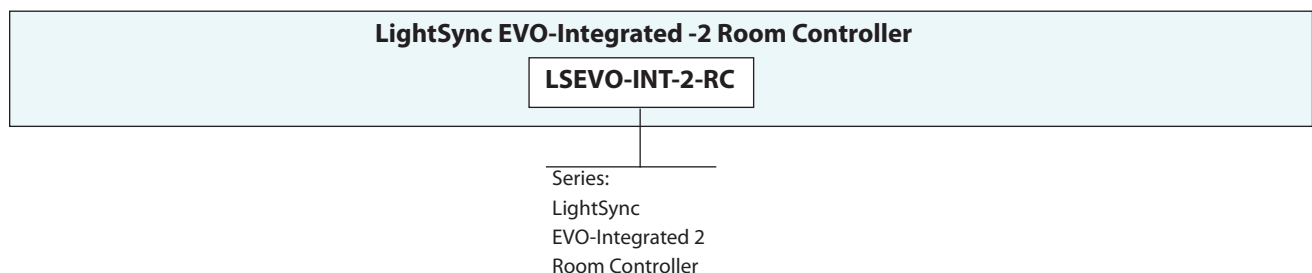 LightSync EVO-Integrated -2 Room Controller
LSEVO-INT-2-RC
Series:
LightSync
EVO-Integrated 2
Room Controller